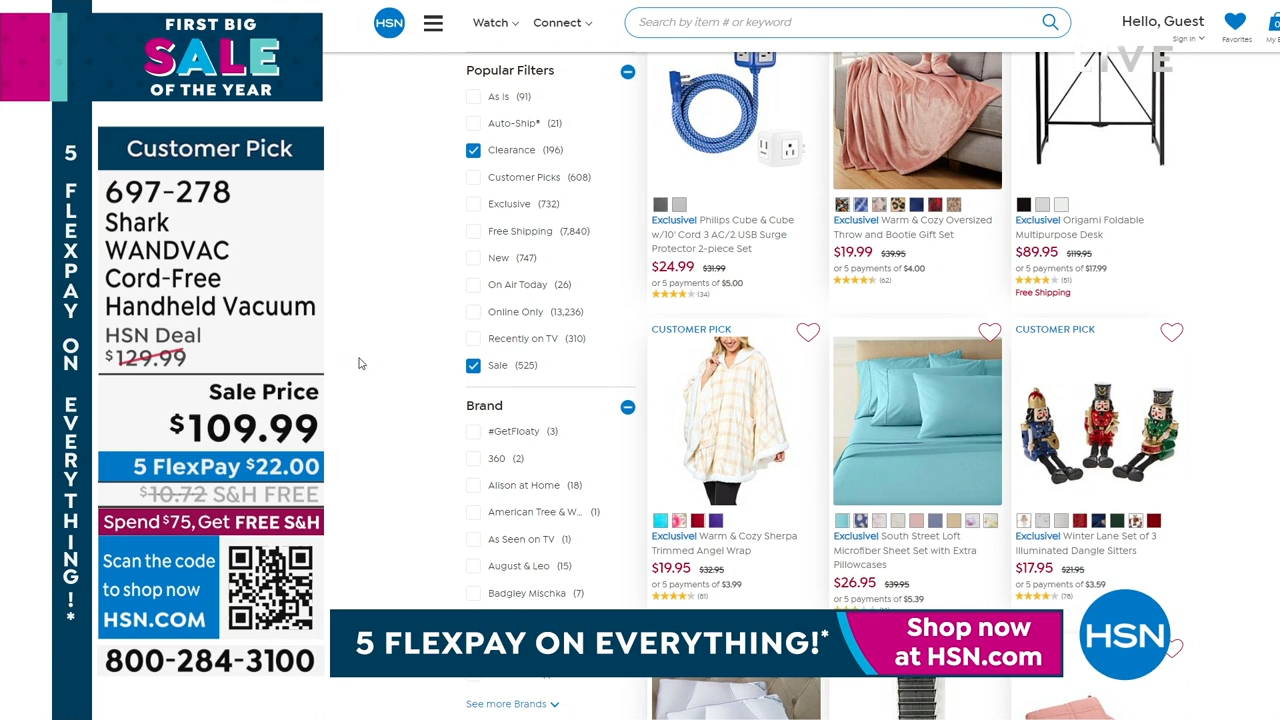 FIRST BIG
SALE
OF THE YEAR
5 FLEXPAY ON EVERYTHING!*
Customer Pick
697-278
Shark
WANDVAC
Cord-Free
Handheld Vacuum
HSN Deal
$129.99
Sale Price
$109.99
5 FlexPay $22.00
$10.72 S&H FREE
Spend $75, Get FREE S&H
Scan the code
to shop now
HSN.COM
800-284-3100
HSN
Watch
Connect
Search by item # or keyword
Hello, Guest
Sign In
Favorites
0
LIVE
Popular Filters
As Is (91)
Auto-Ship® (21)
Clearance (196)
Customer Picks (608)
Exclusive (732)
Free Shipping (7,840)
New (747)
On Air Today (26)
Online Only (13,236)
Recently on TV (310)
Sale (525)
Brand
#GetFloaty (3)
360 (2)
Alison at Home (18)
American Tree & W... (1)
As Seen on TV (1)
August & Leo (15)
Badgley Mischka (7)
See more Brands
Exclusive! Philips Cube & Cube
w/10' Cord 3 AC/2 USB Surge
Protector 2-piece Set
$24.99 $31.99
or 5 payments of $5.00
(34)
Exclusive! Warm & Cozy Oversized
Throw and Bootie Gift Set
$19.99 $39.95
or 5 payments of $4.00
(62)
Exclusive! Origami Foldable
Multipurpose Desk
$89.95 $119.95
or 5 payments of $17.99
(51)
Free Shipping
CUSTOMER PICK
Exclusive! Warm & Cozy Sherpa
Trimmed Angel Wrap
$19.95 $32.95
or 5 payments of $3.99
(81)
Exclusive! South Street Loft
Microfiber Sheet Set with Extra
Pillowcases
$26.95 $39.95
or 5 payments of $5.39
CUSTOMER PICK
Exclusive! Winter Lane Set of 3
Illuminated Dangle Sitters
$17.95 $21.95
or 5 payments of $3.59
(78)
5 FLEXPAY ON EVERYTHING!*
Shop now
at HSN.com
HSN